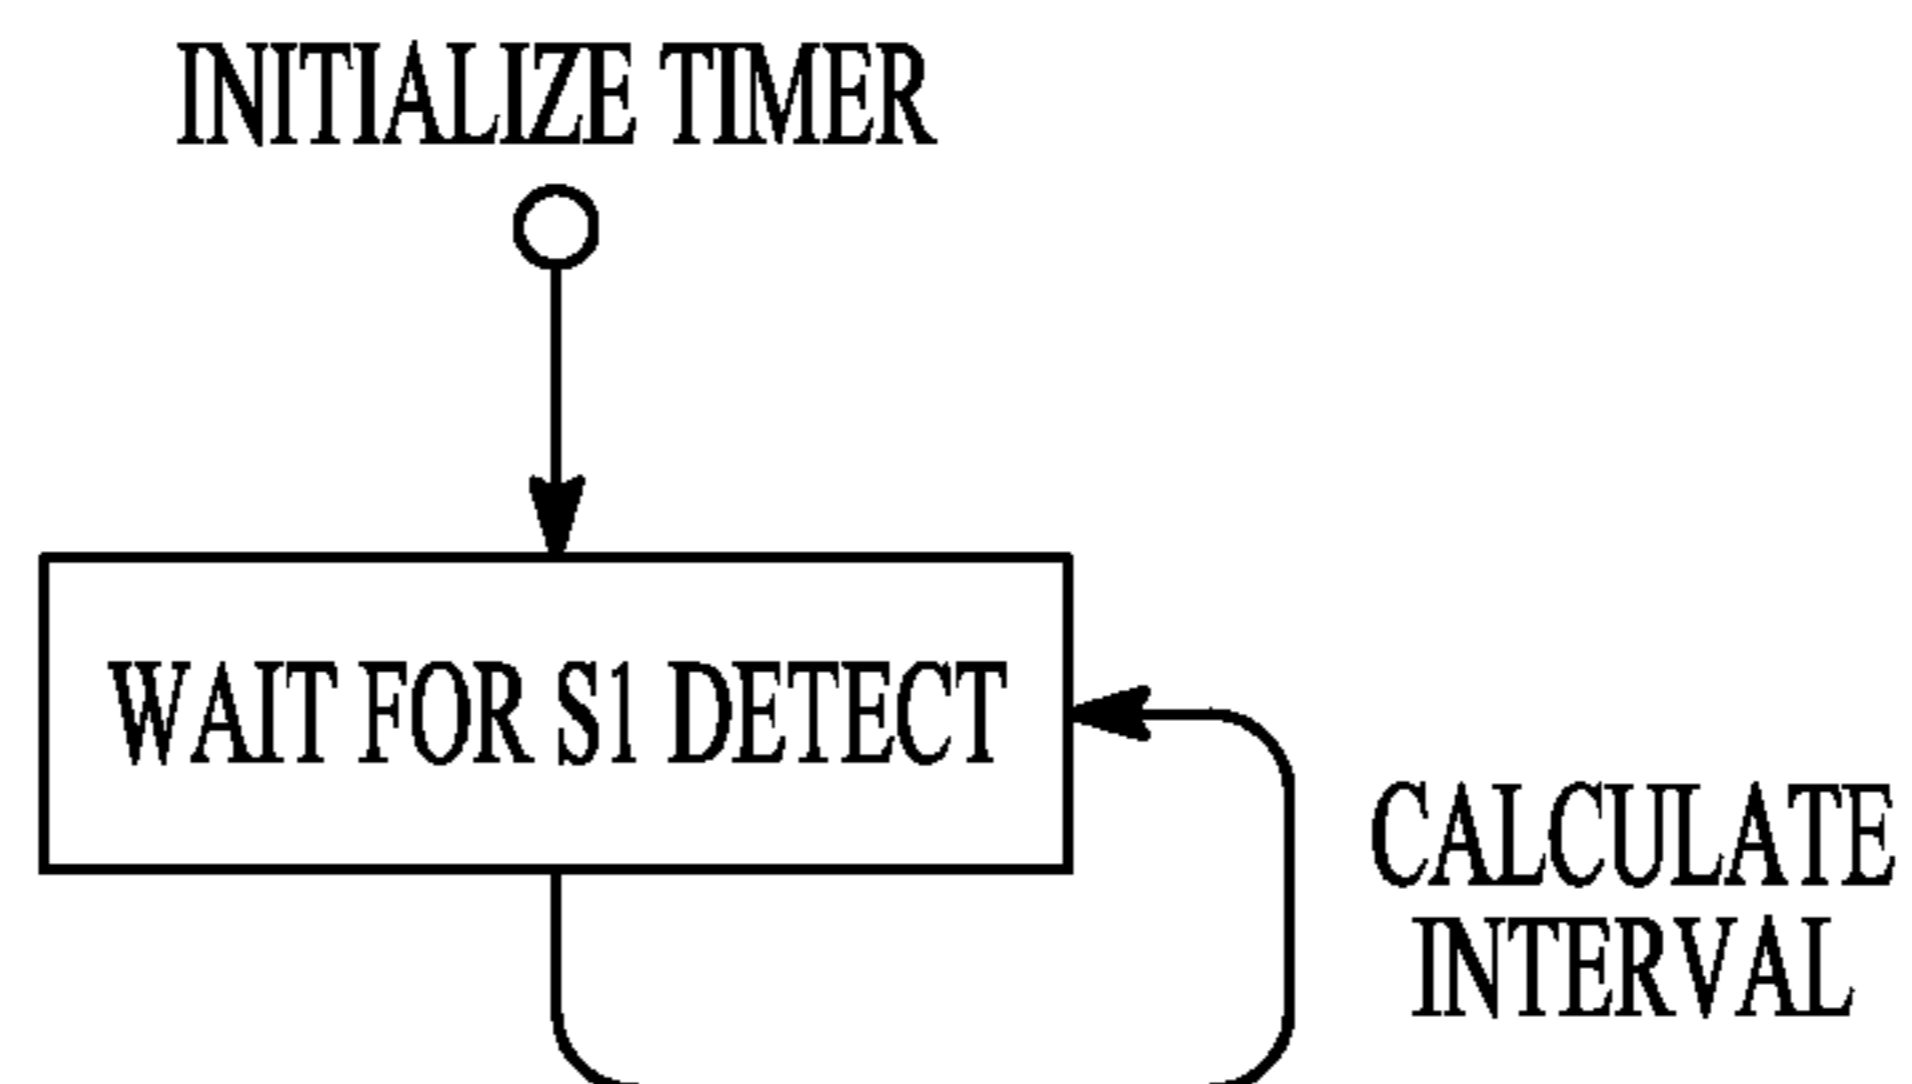 INITIALIZE TIMER
WAIT FOR S1 DETECT
CALCULATE
INTERVAL